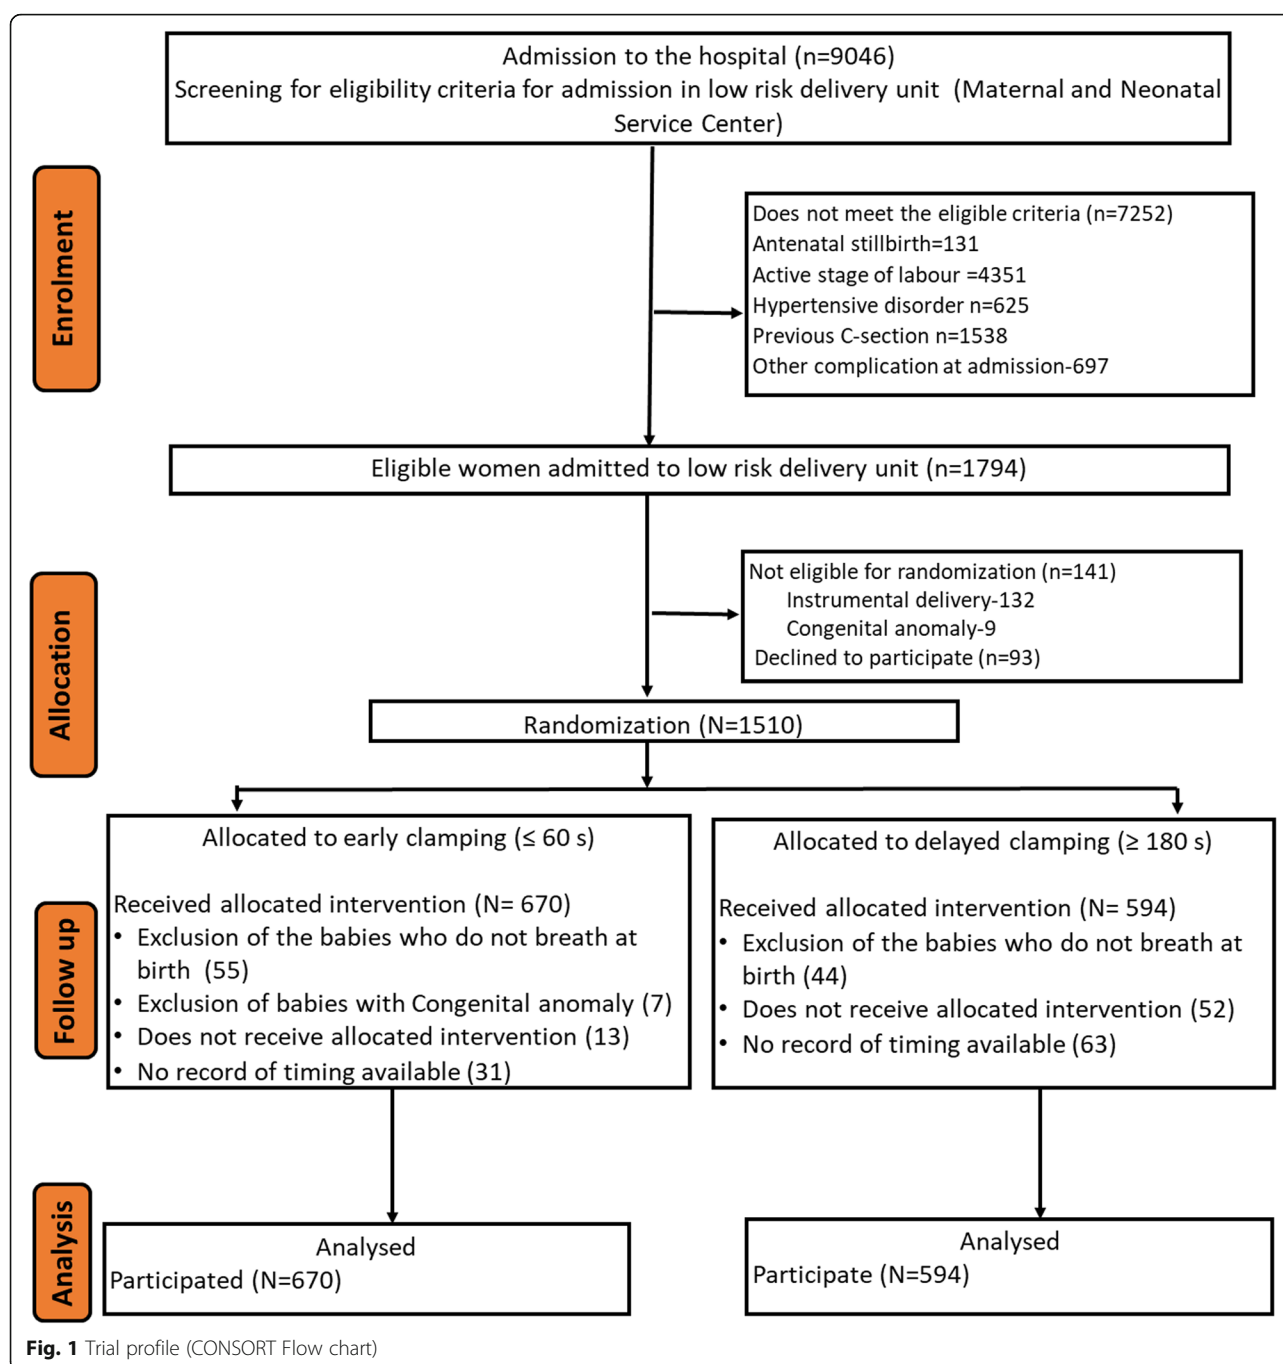 Admission to the hospital (n=9046)
Screening for eligibility criteria for admission in low risk delivery unit (Maternal and Neonatal
Service Center)
Enrolment
Does not meet the eligible criteria (n=7252)
Antenatal stillbirth=131
Active stage of labour =4351
Hypertensive disorder n=625
Previous C-section n=1538
Other complication at admission-697
Eligible women admitted to low risk delivery unit (n=1794)
Allocation
Not eligible for randomization (n=141)
Instrumental delivery-132
Congenital anomaly-9
Declined to participate (n=93)
Randomization (N=1510)
Follow up
Allocated to early clamping (≤ 60 s)
Received allocated intervention (N= 670)
• Exclusion of the babies who do not breath at
birth (55)
• Exclusion of babies with Congenital anomaly (7)
• Does not receive allocated intervention (13)
• No record of timing available (31)
Allocated to delayed clamping (≥ 180 s)
Received allocated intervention (N= 594)
• Exclusion of the babies who do not breath at
birth (44)
• Does not receive allocated intervention (52)
• No record of timing available (63)
Analysis
Analysed
Participated (N=670)
Analysed
Participate (N=594)
Fig. 1 Trial profile (CONSORT Flow chart)